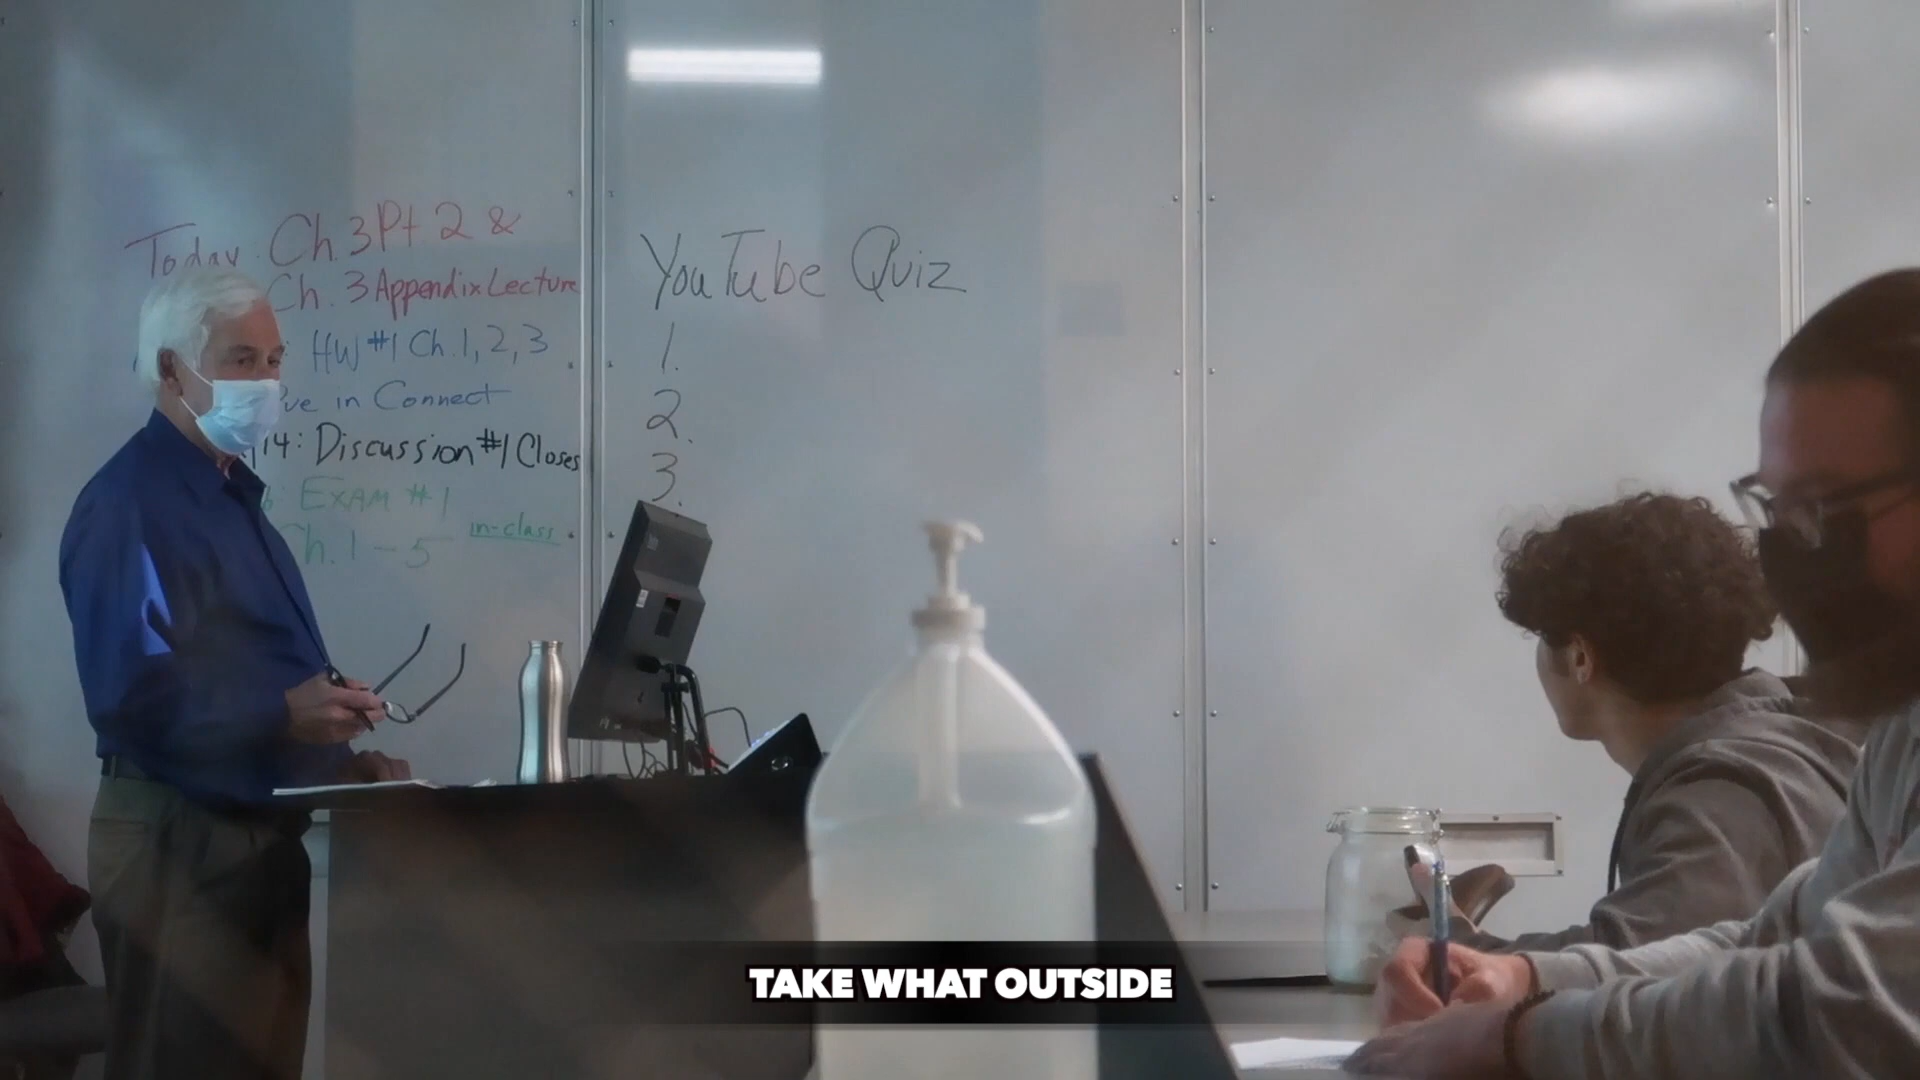 Today: Ch. 3 Pt 2 &
Ch. 3 Appendix Lecture
: HW #1 Ch. 1, 2, 3
in Connect
14: Discussion #1 Closes
: EXAM #1
Ch. 1 - 5 in-class
YouTube Quiz
1.
2.
3.
TAKE WHAT OUTSIDE